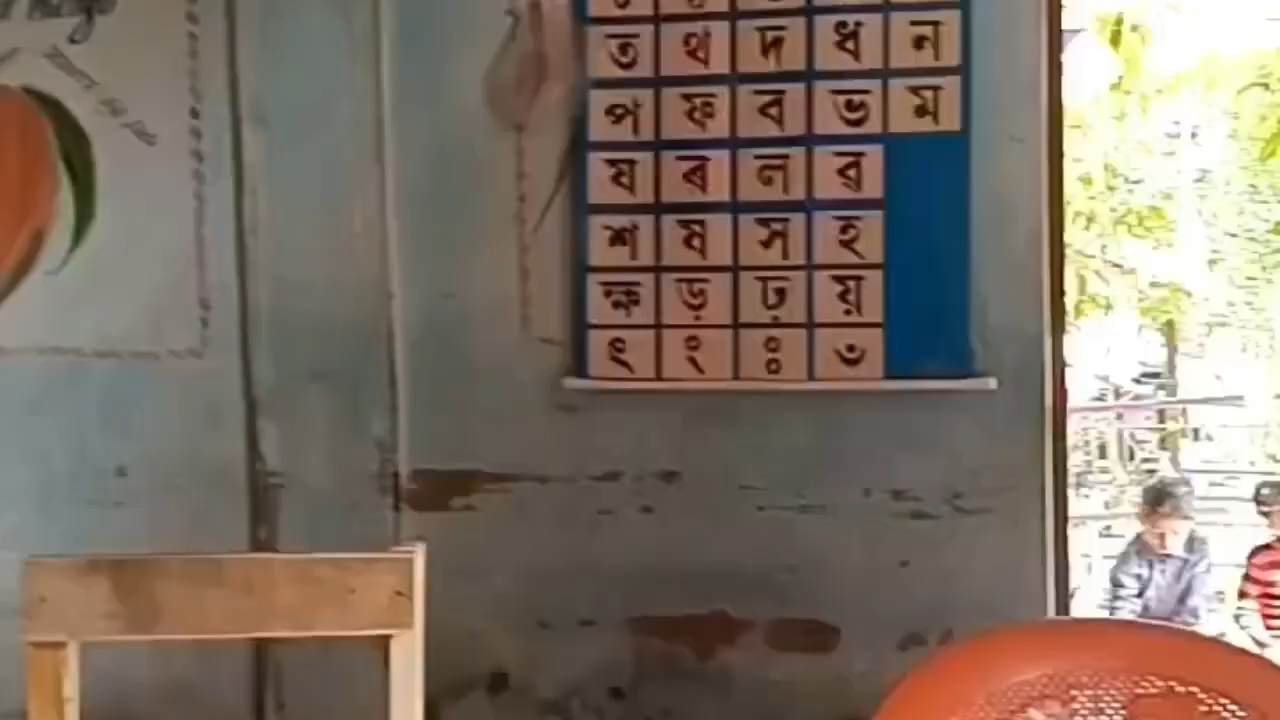 ত থ দ ধ ন
প ফ ব ভ ম
য ৰ ল ৱ
শ ষ স হ
ক্ষ ড় ঢ় য়
ৎ ং ঃ ঁ